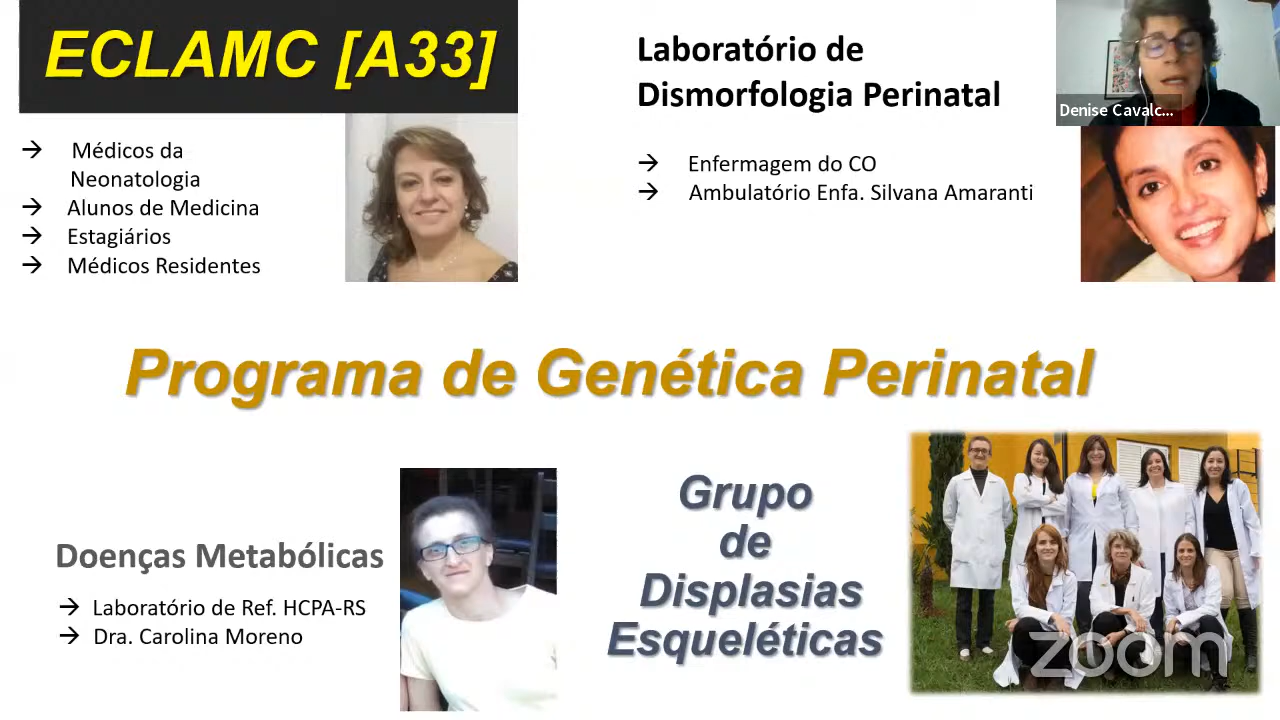 ECLAMC [A33]
→ Médicos da
Neonatologia
→ Alunos de Medicina
→ Estagiários
→ Médicos Residentes
Laboratório de
Dismorfologia Perinatal
→ Enfermagem do CO
→ Ambulatório Enfa. Silvana Amaranti
Denise Cavalc...
Programa de Genética Perinatal
Doenças Metabólicas
→ Laboratório de Ref. HCPA-RS
→ Dra. Carolina Moreno
Grupo
de
Displasias
Esqueléticas
zoom